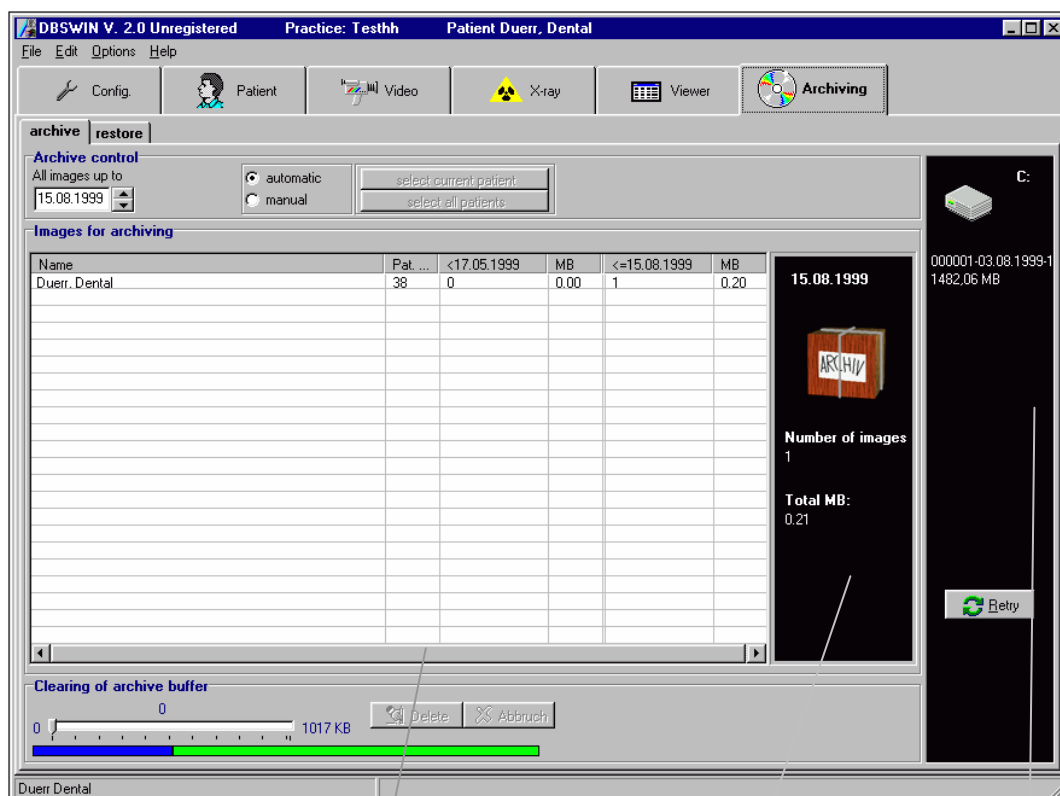 DBSWIN V. 2.0 Unregistered Practice: Testhh Patient Duerr, Dental
File Edit Options Help
Config. Patient Video X-ray Viewer Archiving
archive restore
Archive control
All images up to
15.08.1999
automatic
manual
select current patient
select all patients
C:
000001-03.08.1999-1
1482,06 MB
Images for archiving
Name Pat. ... <17.05.1999 MB <=15.08.1999 MB
Duerr. Dental 38 0 0.00 1 0.20
15.08.1999
ARCHIV
Number of images
1
Total MB:
0.21
Retry
Clearing of archive buffer
0
0 1017 KB
Delete Abbruch
Duerr Dental